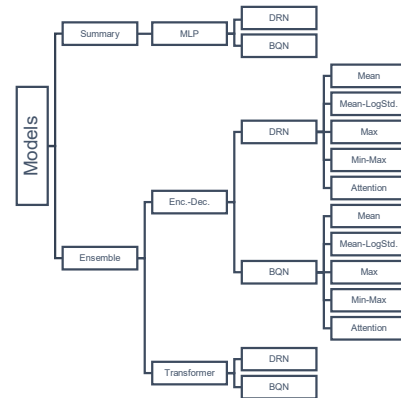 Models
Summary
MLP
DRN
BQN
Ensemble
Enc.-Dec.
DRN
Mean
Mean-LogStd.
Max
Min-Max
Attention
BQN
Mean
Mean-LogStd.
Max
Min-Max
Attention
Transformer
DRN
BQN